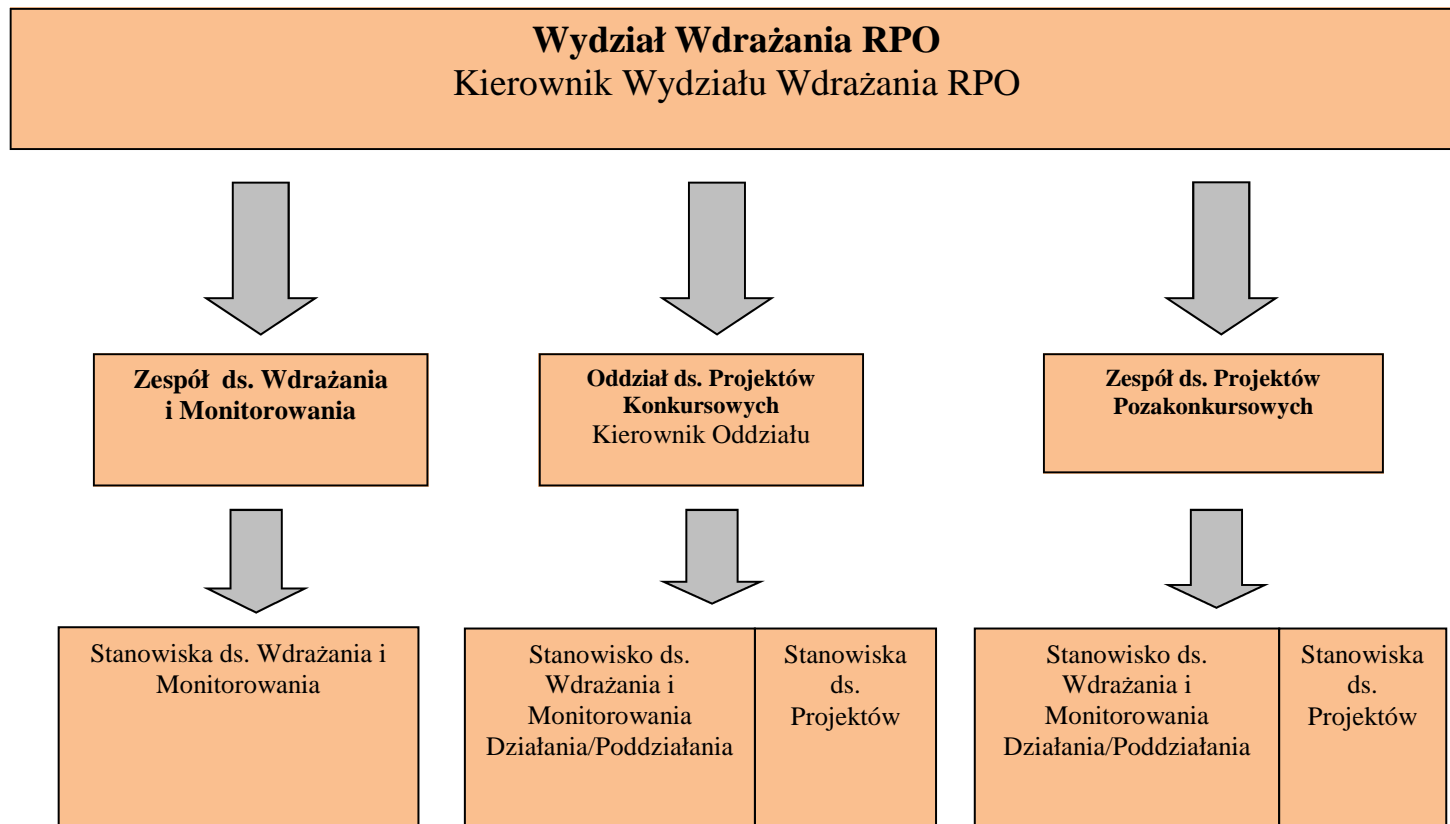 Wydział Wdrażania RPO
Kierownik Wydziału Wdrażania RPO
Zespół ds. Wdrażania
i Monitorowania
Oddział ds. Projektów
Konkursowych
Kierownik Oddziału
Zespół ds. Projektów
Pozakonkursowych
Stanowiska ds. Wdrażania i
Monitorowania
Stanowisko ds.
Wdrażania i
Monitorowania
Działania/Poddziałania
Stanowiska
ds.
Projektów
Stanowisko ds.
Wdrażania i
Monitorowania
Działania/Poddziałania
Stanowiska
ds.
Projektów